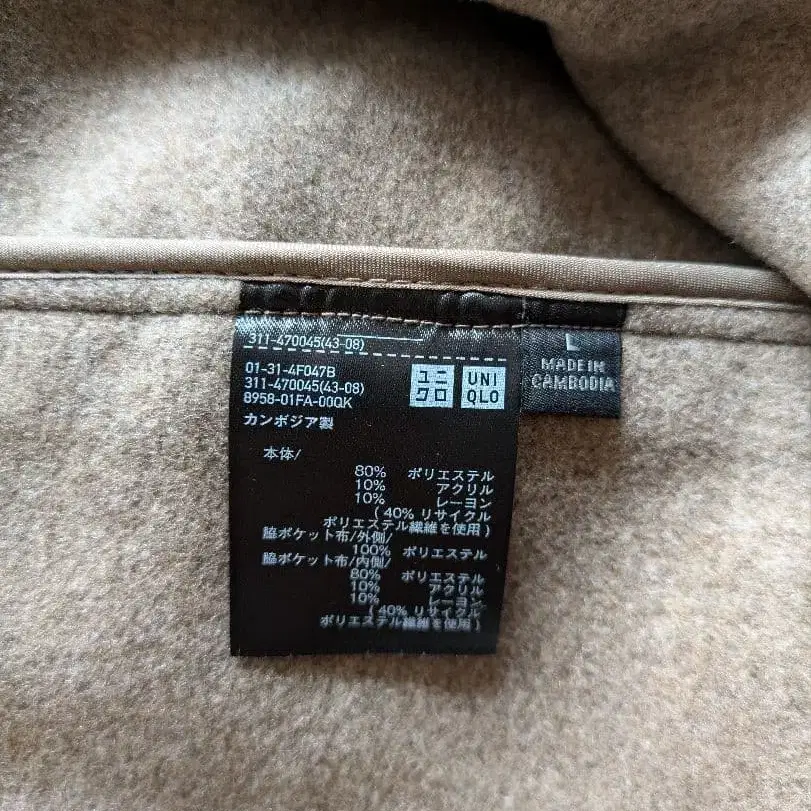 311-470045(43-08)
01-31-4F047B
311-470045(43-08)
8958-01FA-00QK
ユニ
クロ
UNI
QLO
カンボジア製
本体/
80% ポリエステル
10% アクリル
10% レーヨン
(40% リサイクル
ポリエステル繊維を使用)
脇ポケット布/外側/
100% ポリエステル
脇ポケット布/内側/
80% ポリエステル
10% アクリル
10% レーヨン
(40% リサイクル
ポリエステル繊維を使用)
L
MADE IN
CAMBODIA